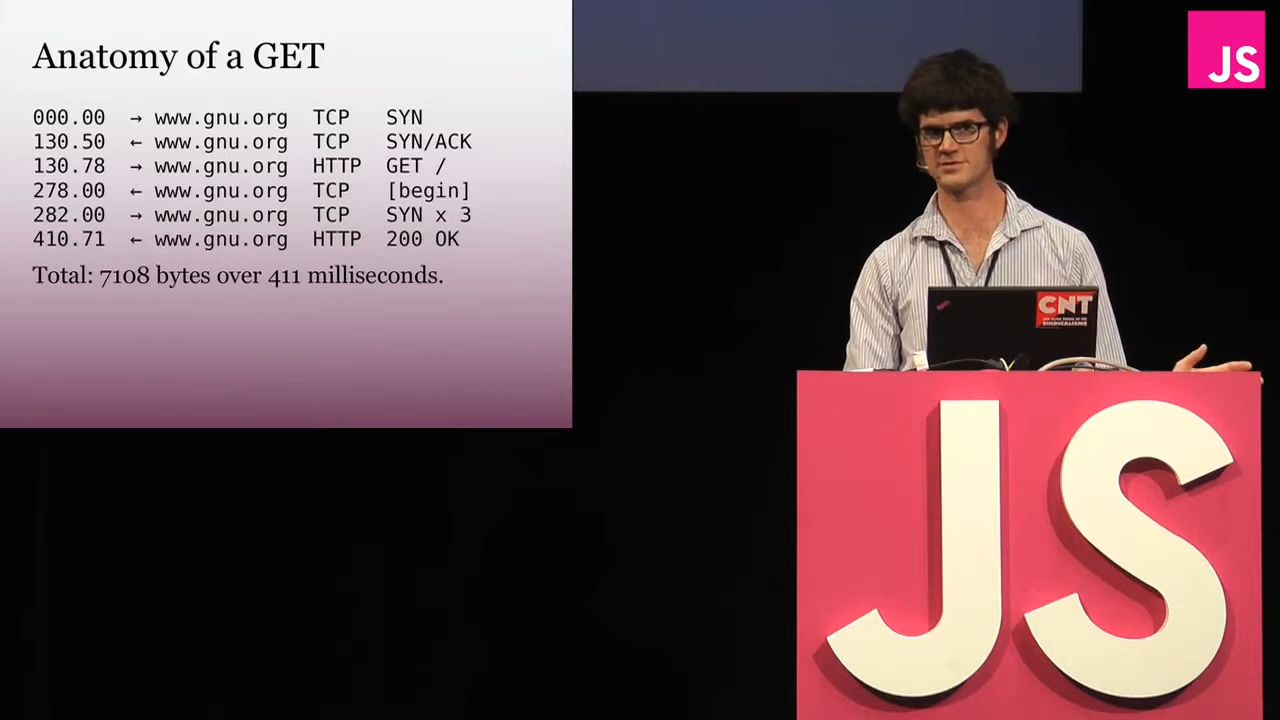 Anatomy of a GET
000.00 → www.gnu.org TCP SYN
130.50 ← www.gnu.org TCP SYN/ACK
130.78 → www.gnu.org HTTP GET /
278.00 ← www.gnu.org TCP [begin]
282.00 → www.gnu.org TCP SYN x 3
410.71 ← www.gnu.org HTTP 200 OK
Total: 7108 bytes over 411 milliseconds.
JS
CNT
SINDICALISME
JS